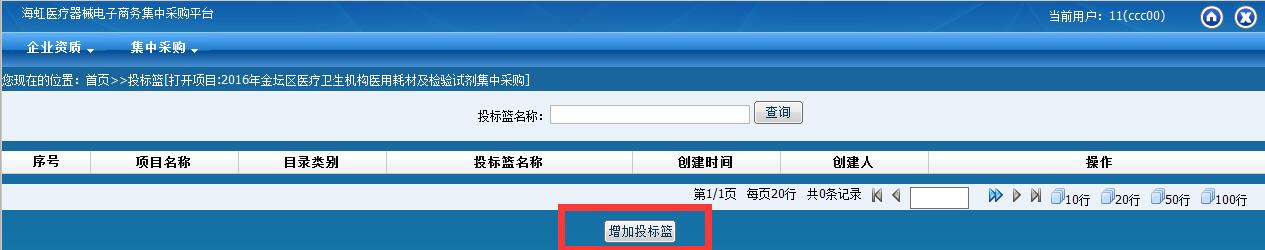 海虹医疗器械电子商务集中采购平台
当前用户：11(ccc00)
企业资质 集中采购
您现在的位置：首页>>投标篮[打开项目:2016年金坛区医疗卫生机构医用耗材及检验试剂集中采购]
投标篮名称： 查询
序号 项目名称 目录类别 投标篮名称 创建时间 创建人 操作
第1/1页 每页20行 共0条记录 10行 20行 50行 100行
增加投标篮